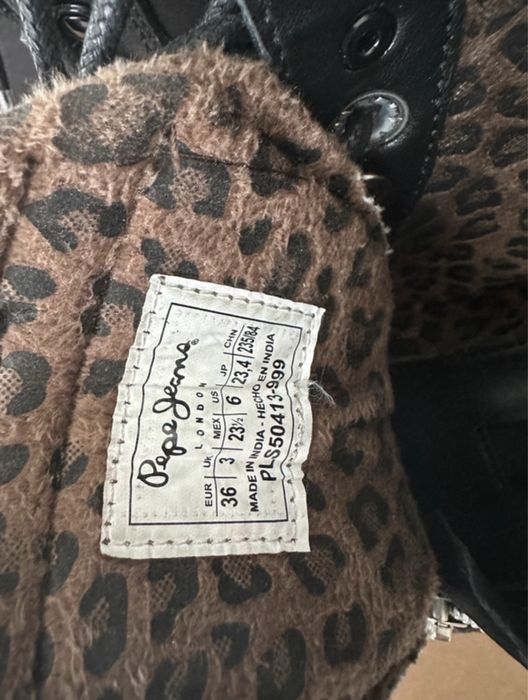 Pepe Jeans
LONDON
EUR UK MEX US JP CHN
36 3 23½ 6 23,4 235/84
MADE IN INDIA - HECHO EN INDIA
PLS50413-999